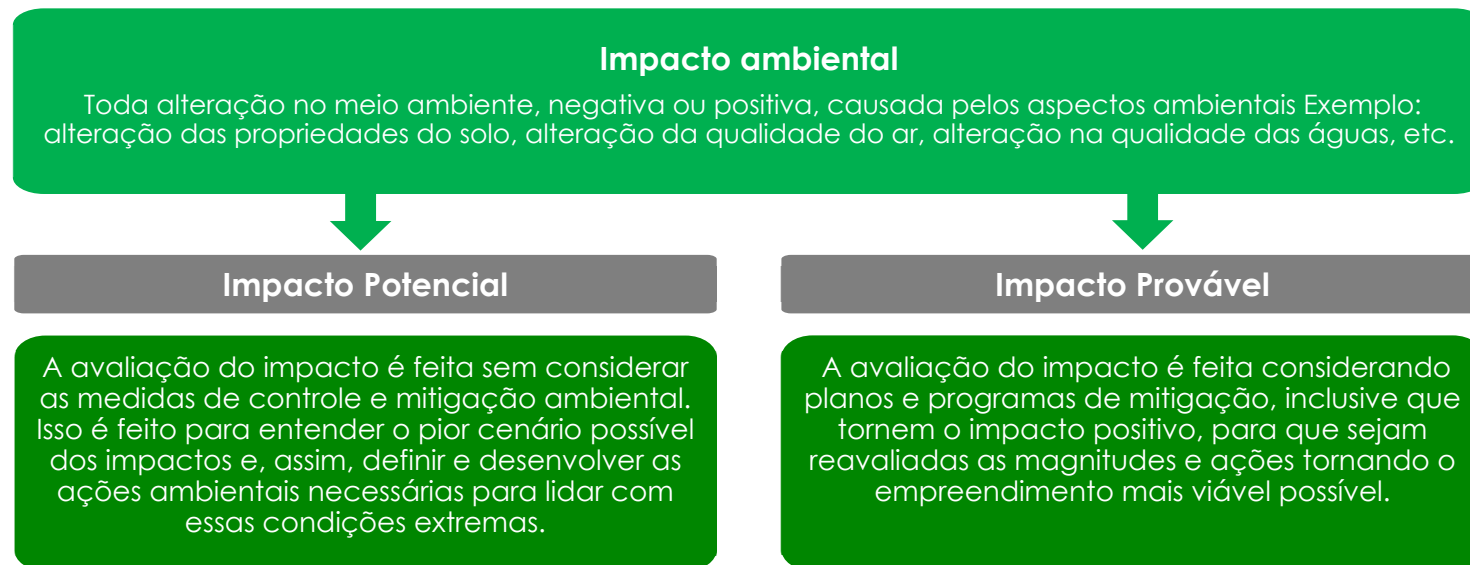 Impacto ambiental
Toda alteração no meio ambiente, negativa ou positiva, causada pelos aspectos ambientais Exemplo:
alteração das propriedades do solo, alteração da qualidade do ar, alteração na qualidade das águas, etc.
Impacto Potencial
A avaliação do impacto é feita sem considerar
as medidas de controle e mitigação ambiental.
Isso é feito para entender o pior cenário possível
dos impactos e, assim, definir e desenvolver as
ações ambientais necessárias para lidar com
essas condições extremas.
Impacto Provável
A avaliação do impacto é feita considerando
planos e programas de mitigação, inclusive que
tornem o impacto positivo, para que sejam
reavaliadas as magnitudes e ações tornando o
empreendimento mais viável possível.